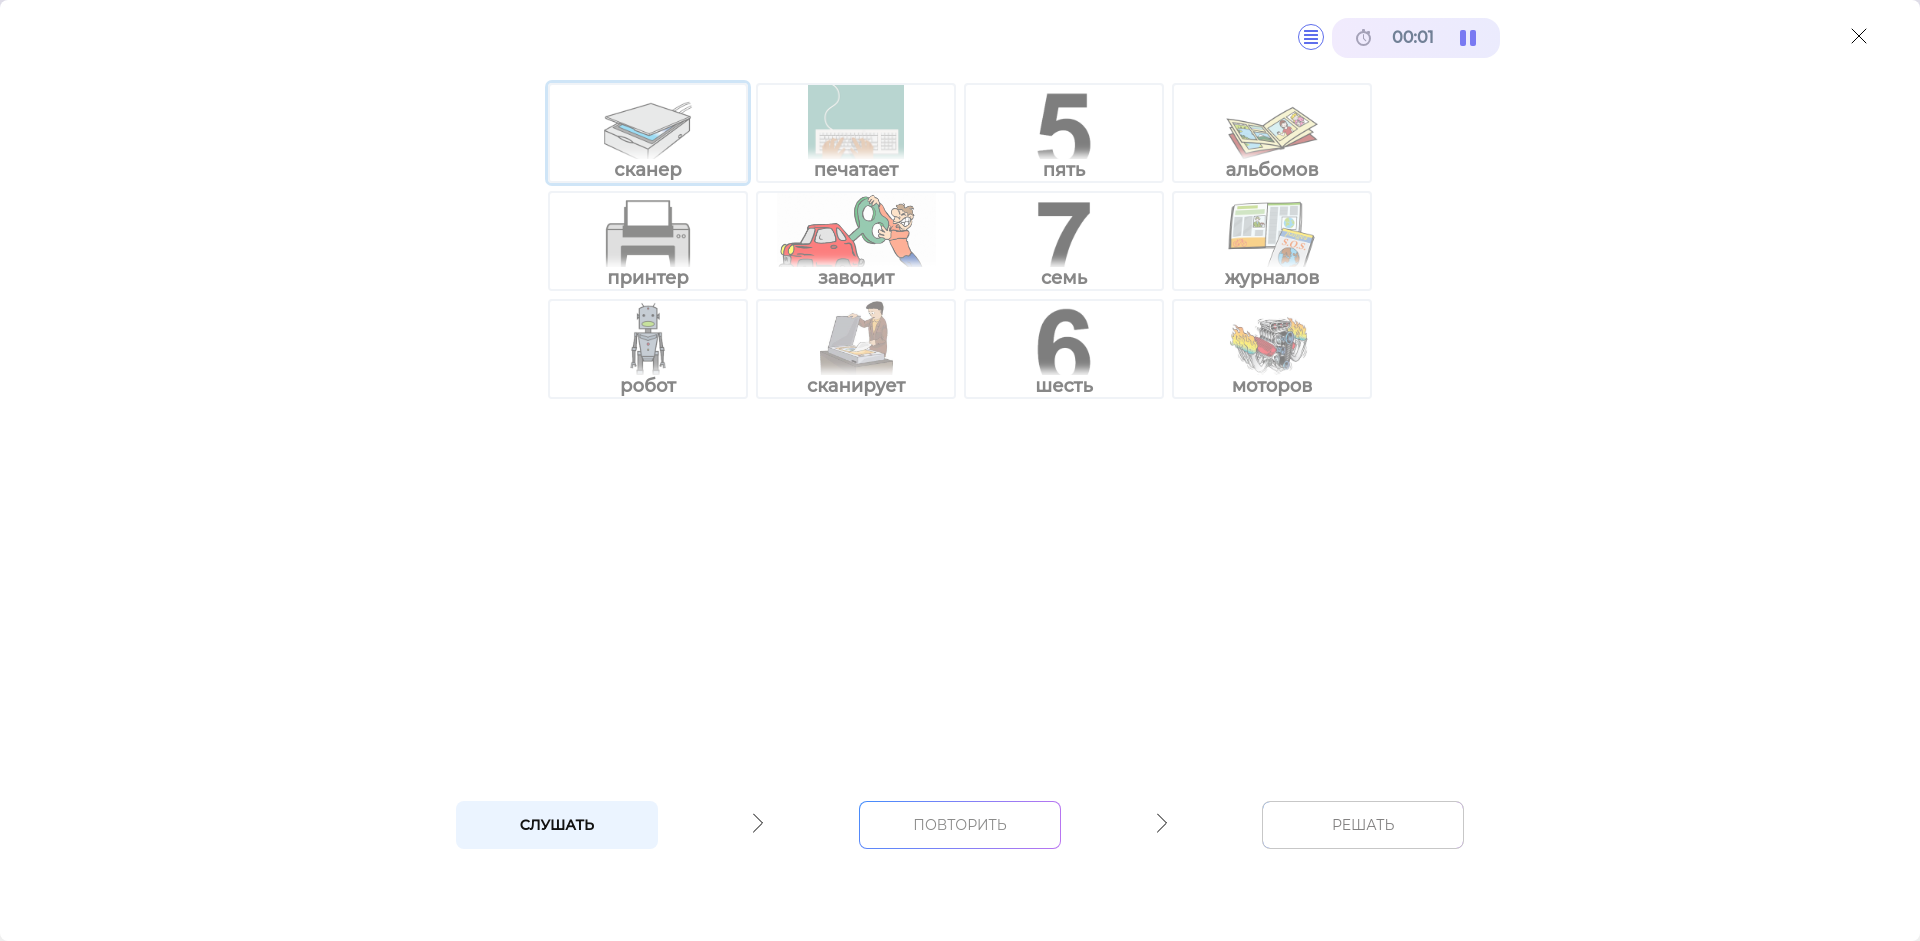 00:01
сканер
печатает
5
пять
альбомов
принтер
заводит
7
семь
S.O.S.
журналов
робот
сканирует
6
шесть
моторов
СЛУШАТЬ
ПОВТОРИТЬ
РЕШАТЬ